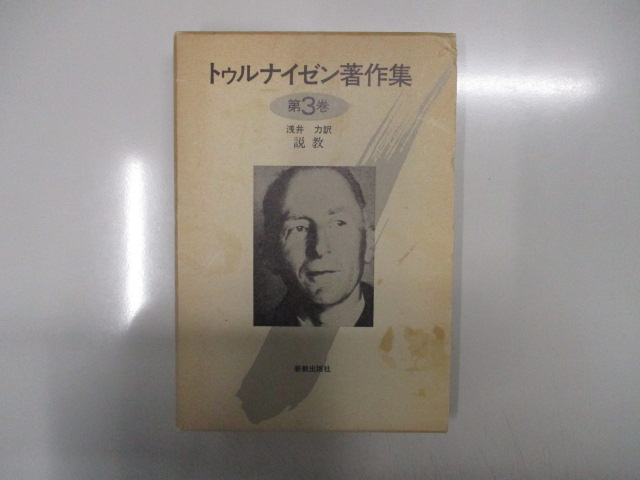 トゥルナイゼン著作集
第3巻
浅井 力訳
説教
新教出版社